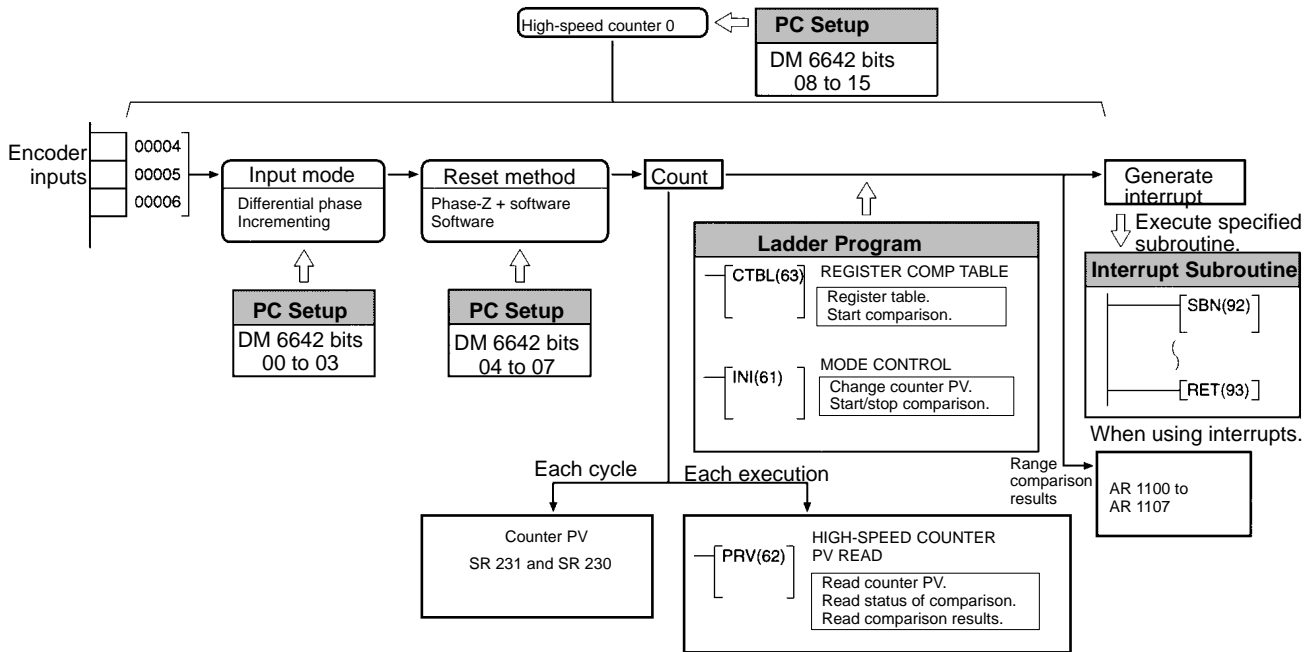 High-speed counter 0
PC Setup
DM 6642 bits
08 to 15
Encoder
inputs
00004
00005
00006
Input mode
Differential phase
Incrementing
Reset method
Phase-Z + software
Software
Count
Generate
interrupt
Execute specified
subroutine.
PC Setup
DM 6642 bits
00 to 03
PC Setup
DM 6642 bits
04 to 07
Ladder Program
CTBL(63)
REGISTER COMP TABLE
Register table.
Start comparison.
INI(61)
MODE CONTROL
Change counter PV.
Start/stop comparison.
Interrupt Subroutine
SBN(92)
RET(93)
When using interrupts.
Range
comparison
results
AR 1100 to
AR 1107
Each cycle
Each execution
Counter PV
SR 231 and SR 230
PRV(62)
HIGH-SPEED COUNTER
PV READ
Read counter PV.
Read status of comparison.
Read comparison results.